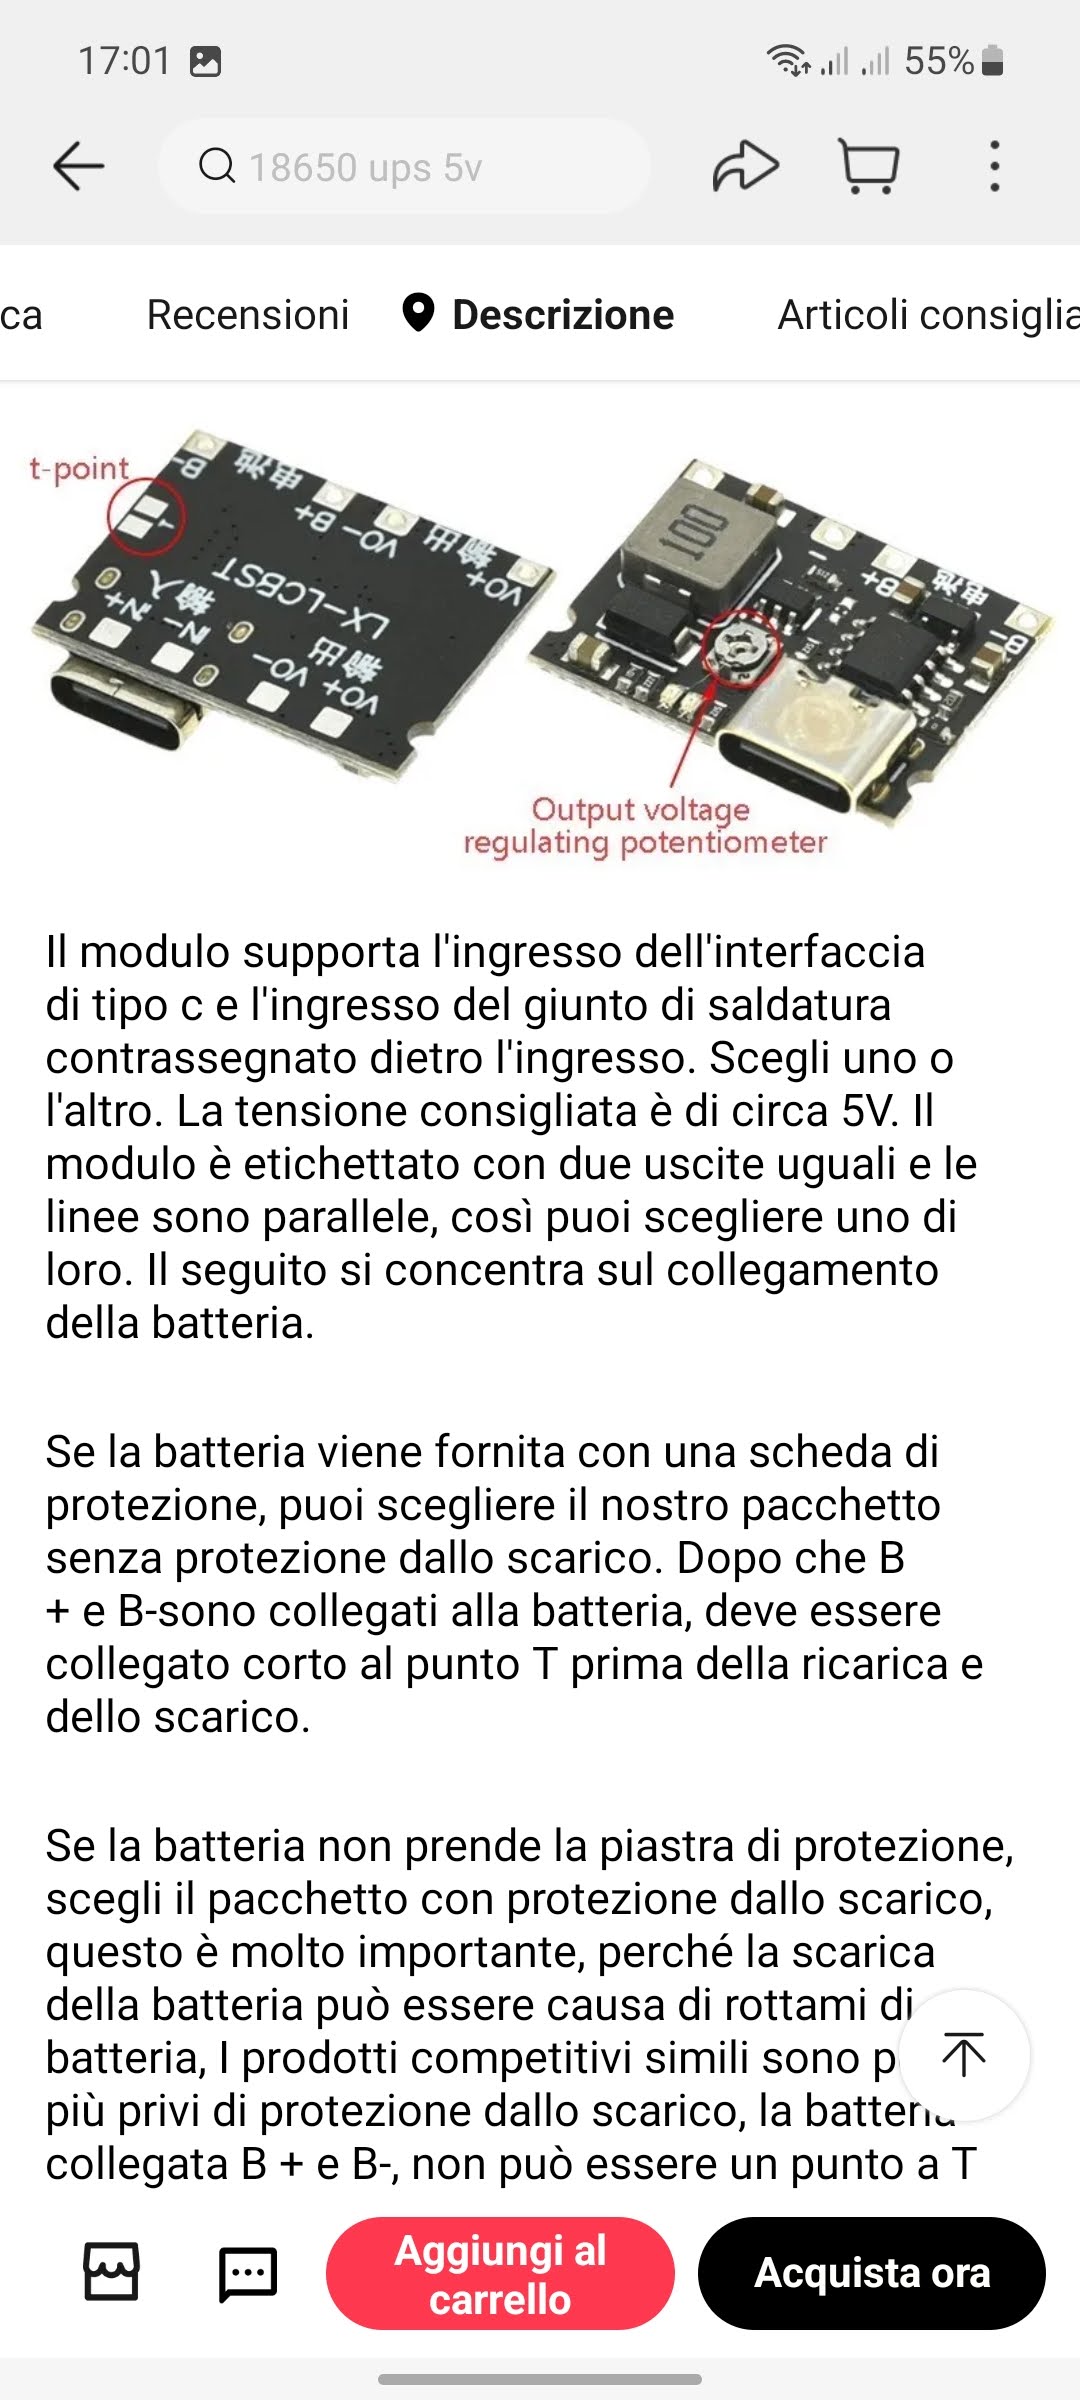 17:01
55%
18650 ups 5v
ca Recensioni Descrizione Articoli consiglia
t-point
B-
电池
B+
VO-
输出
VO+
T
LX-LCBST
IN+
输入
IN-
VO-
输出
VO+
100
-
B+
电池
B-
Output voltage
regulating potentiometer
Il modulo supporta l'ingresso dell'interfaccia
di tipo c e l'ingresso del giunto di saldatura
contrassegnato dietro l'ingresso. Scegli uno o
l'altro. La tensione consigliata è di circa 5V. Il
modulo è etichettato con due uscite uguali e le
linee sono parallele, così puoi scegliere uno di
loro. Il seguito si concentra sul collegamento
della batteria.
Se la batteria viene fornita con una scheda di
protezione, puoi scegliere il nostro pacchetto
senza protezione dallo scarico. Dopo che B
+ e B-sono collegati alla batteria, deve essere
collegato corto al punto T prima della ricarica e
dello scarico.
Se la batteria non prende la piastra di protezione,
scegli il pacchetto con protezione dallo scarico,
questo è molto importante, perché la scarica
della batteria può essere causa di rottami di
batteria, I prodotti competitivi simili sono p
più privi di protezione dallo scarico, la batteria
collegata B + e B-, non può essere un punto a T
Aggiungi al
carrello
Acquista ora